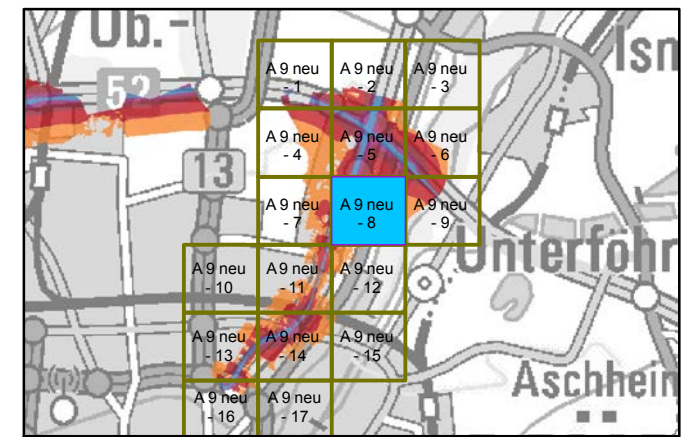 Ob.-
Isn
52
A 9 neu
- 1
A 9 neu
- 2
A 9 neu
- 3
A 9 neu
- 4
A 9 neu
- 5
A 9 neu
- 6
13
A 9 neu
- 7
A 9 neu
- 8
A 9 neu
- 9
Unterföhr
A 9 neu
- 10
A 9 neu
- 11
A 9 neu
- 12
A 9 neu
- 13
A 9 neu
- 14
A 9 neu
- 15
Aschheim
A 9 neu
- 16
A 9 neu
- 17